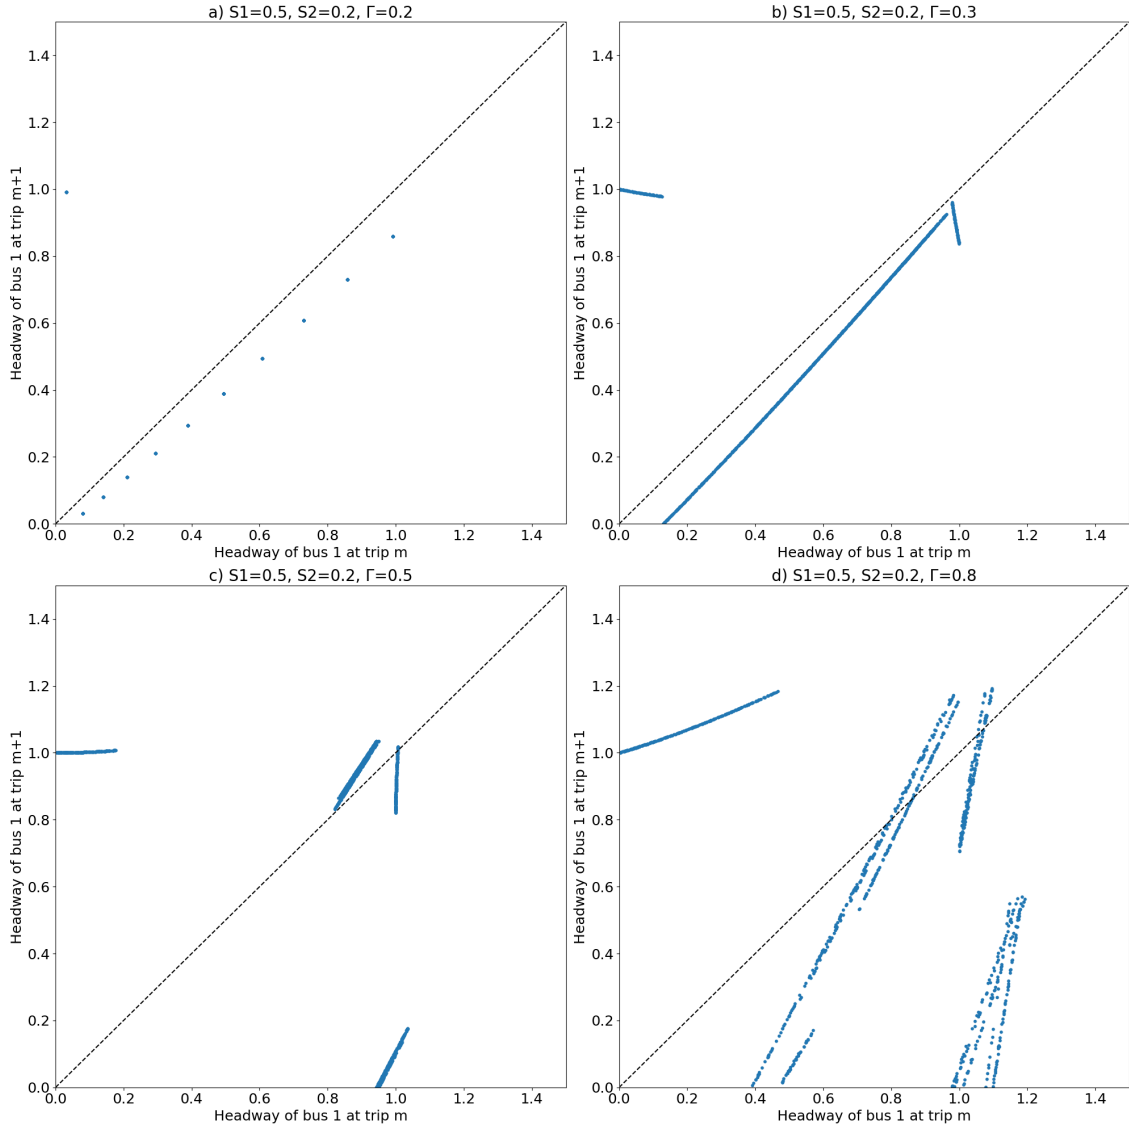 a) S1=0.5, S2=0.2, Γ=0.2
1.4
1.2
1.0
0.8
0.6
0.4
0.2
0.0
0.0 0.2 0.4 0.6 0.8 1.0 1.2 1.4
Headway of bus 1 at trip m+1
Headway of bus 1 at trip m
b) S1=0.5, S2=0.2, Γ=0.3
1.4
1.2
1.0
0.8
0.6
0.4
0.2
0.0
0.0 0.2 0.4 0.6 0.8 1.0 1.2 1.4
Headway of bus 1 at trip m+1
Headway of bus 1 at trip m
c) S1=0.5, S2=0.2, Γ=0.5
1.4
1.2
1.0
0.8
0.6
0.4
0.2
0.0
0.0 0.2 0.4 0.6 0.8 1.0 1.2 1.4
Headway of bus 1 at trip m+1
Headway of bus 1 at trip m
d) S1=0.5, S2=0.2, Γ=0.8
1.4
1.2
1.0
0.8
0.6
0.4
0.2
0.0
0.0 0.2 0.4 0.6 0.8 1.0 1.2 1.4
Headway of bus 1 at trip m+1
Headway of bus 1 at trip m